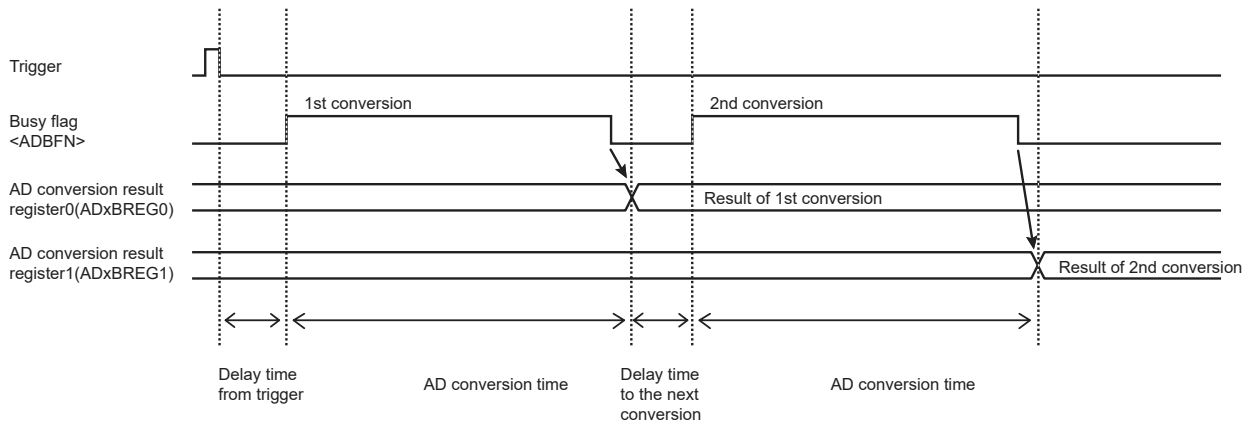 Trigger
1st conversion
2nd conversion
Busy flag
<ADBFN>
AD conversion result
register0(ADxBREG0)
Result of 1st conversion
AD conversion result
register1(ADxBREG1)
Result of 2nd conversion
Delay time
from trigger
AD conversion time
Delay time
to the next
conversion
AD conversion time